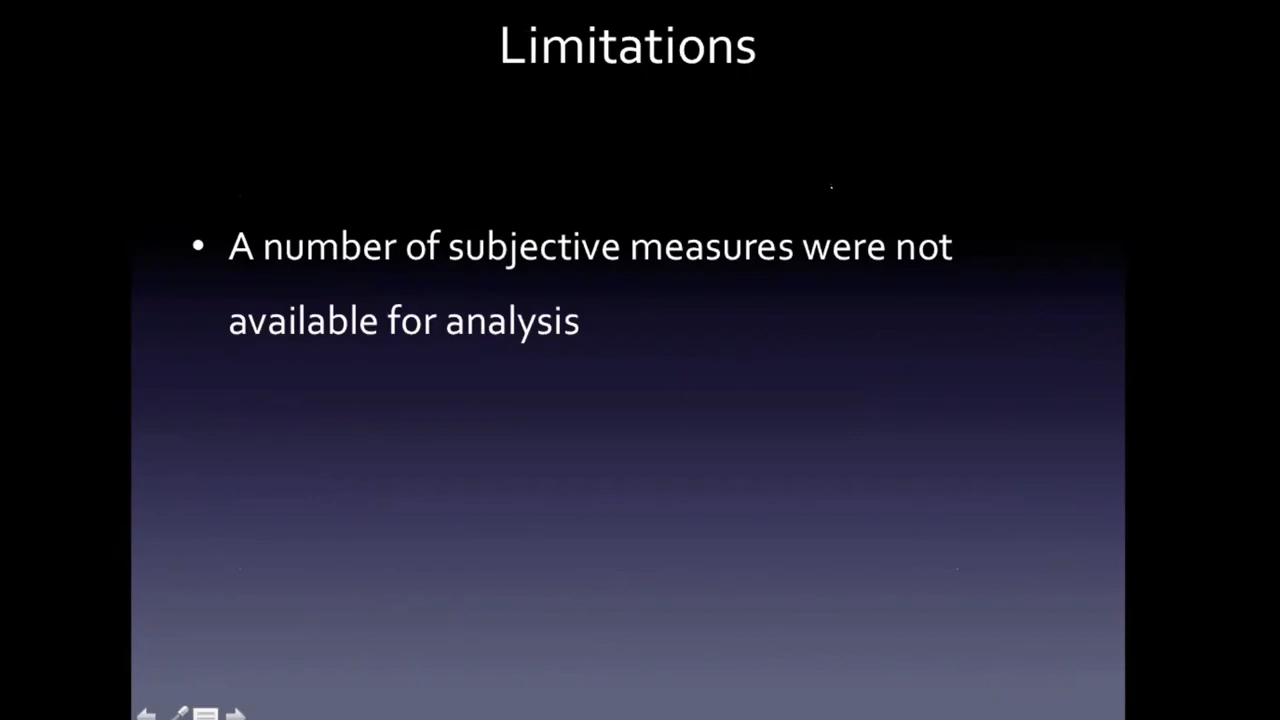 Limitations
• A number of subjective measures were not
available for analysis